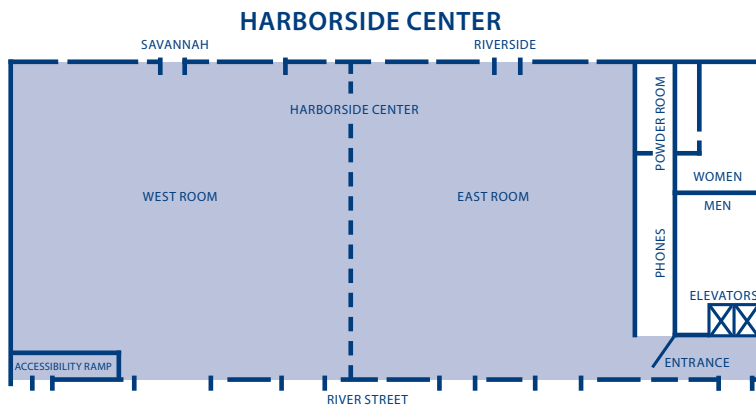 HARBORSIDE CENTER
SAVANNAH
RIVERSIDE
HARBORSIDE CENTER
POWDER ROOM
WOMEN
WEST ROOM
EAST ROOM
MEN
PHONES
ELEVATORS
ACCESSIBILITY RAMP
ENTRANCE
RIVER STREET